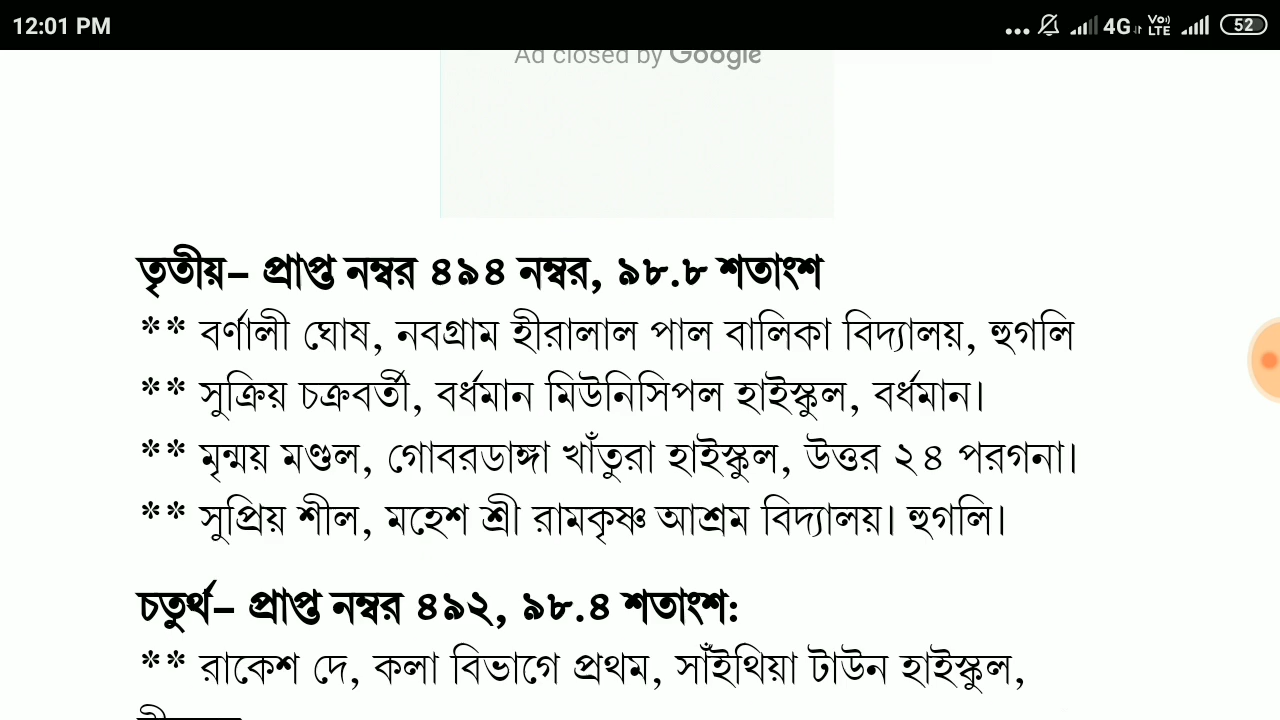 12:01 PM
4G Vo) LTE 52
Ad closed by Google
তৃতীয়– প্রাপ্ত নম্বর ৪৯৪ নম্বর, ৯৮.৮ শতাংশ
** বর্ণালী ঘোষ, নবগ্রাম হীরালাল পাল বালিকা বিদ্যালয়, হুগলি
** সুক্রিয় চক্রবর্তী, বর্ধমান মিউনিসিপল হাইস্কুল, বর্ধমান।
** মৃন্ময় মণ্ডল, গোবরডাঙ্গা খাঁতুরা হাইস্কুল, উত্তর ২৪ পরগনা।
** সুপ্রিয় শীল, মহেশ শ্রী রামকৃষ্ণ আশ্রম বিদ্যালয়। হুগলি।
চতুর্থ– প্রাপ্ত নম্বর ৪৯২, ৯৮.৪ শতাংশ:
** রাকেশ দে, কলা বিভাগে প্রথম, সাঁইথিয়া টাউন হাইস্কুল,